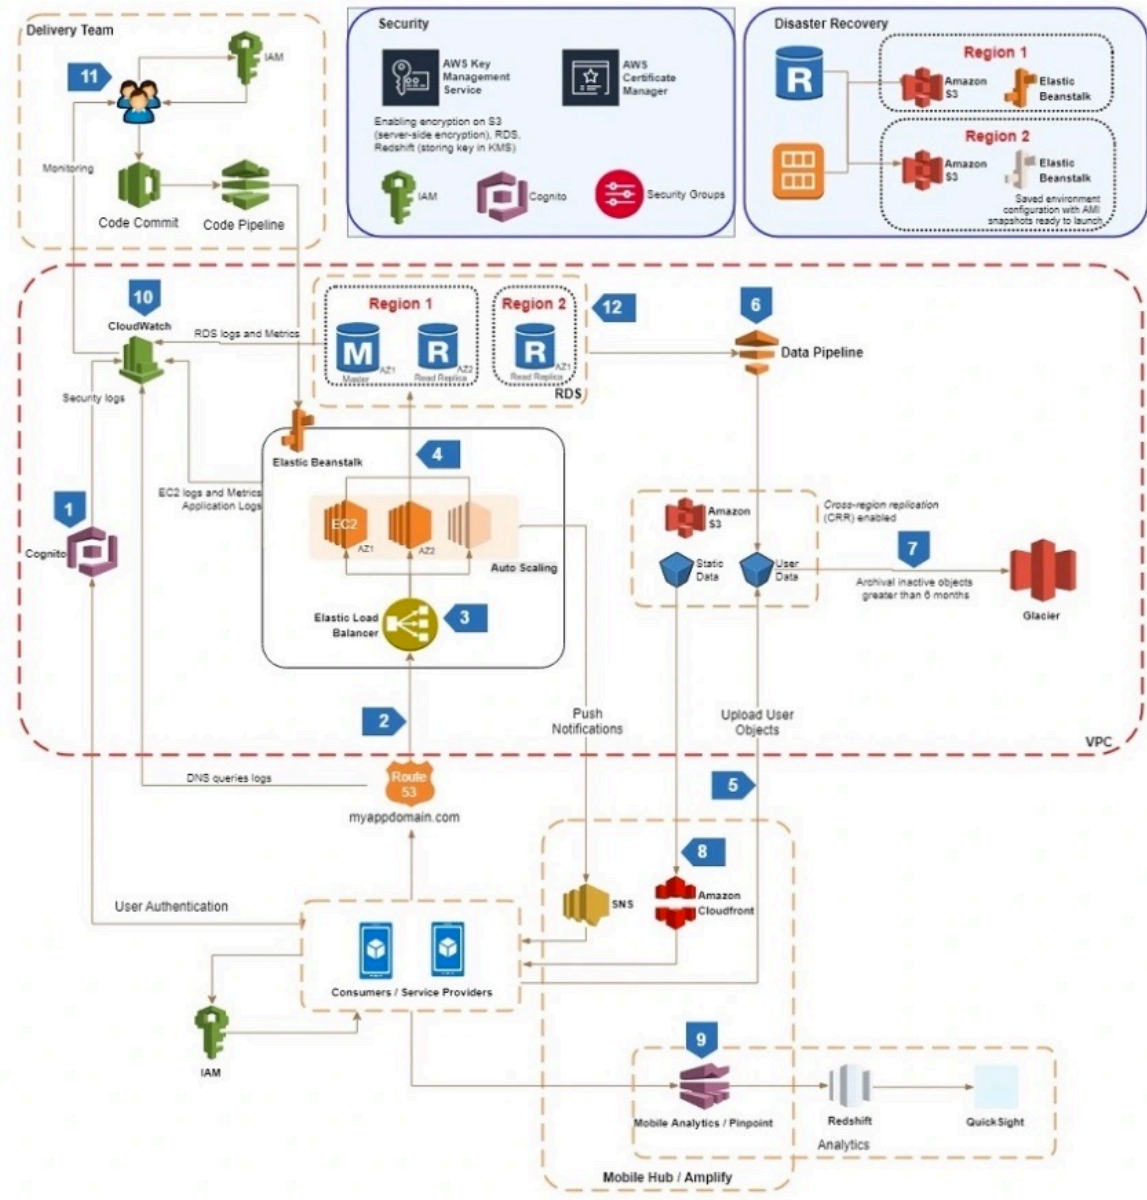 Delivery Team
11
IAM
Monitoring
Code Commit
Code Pipeline
Security
AWS Key
Management
Service
AWS
Certificate
Manager
Enabling encryption on S3
(server-side encryption), RDS,
Redshift (storing key in KMS)
IAM
Cognito
Security Groups
Disaster Recovery
R
Region 1
Amazon
S3
Elastic
Beanstalk
Region 2
Amazon
S3
Elastic
Beanstalk
Saved environment
configuration with AMI
snapshots ready to launch
10
CloudWatch
RDS logs and Metrics
Security logs
Region 1
M
AZ1
Master
R
AZ2
Read Replica
Region 2
R
AZ1
Read Replica
RDS
12
6
Data Pipeline
Elastic Beanstalk
4
EC2 logs and Metrics
Application Logs
1
Cognito
EC2
AZ1
AZ2
Auto Scaling
Elastic Load
Balancer
3
Amazon
S3
Static
Data
User
Data
Cross-region replication
(CRR) enabled
7
Archival inactive objects
greater than 6 months
Glacier
2
Push
Notifications
Upload User
Objects
VPC
DNS queries logs
Route
53
myappdomain.com
5
8
User Authentication
SNS
Amazon
Cloudfront
Consumers / Service Providers
IAM
9
Mobile Analytics / Pinpoint
Redshift
QuickSight
Analytics
Mobile Hub / Amplify